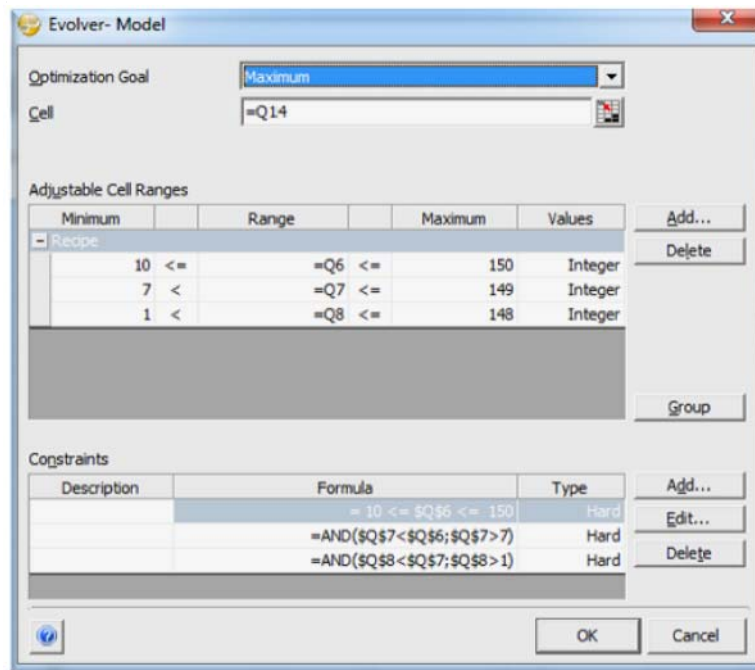 Evolver- Model
Optimization Goal Maximum
Cell =Q14
Adjustable Cell Ranges
Minimum Range Maximum Values Add...
Recipe Delete
10 <= =Q6 <= 150 Integer
7 < =Q7 <= 149 Integer
1 < =Q8 <= 148 Integer
Group
Constraints
Description Formula Type Add...
= 10 <= $Q$6 <= 150 Hard Edit...
=AND($Q$7<$Q$6;$Q$7>7) Hard
=AND($Q$8<$Q$7;$Q$8>1) Hard Delete
OK Cancel